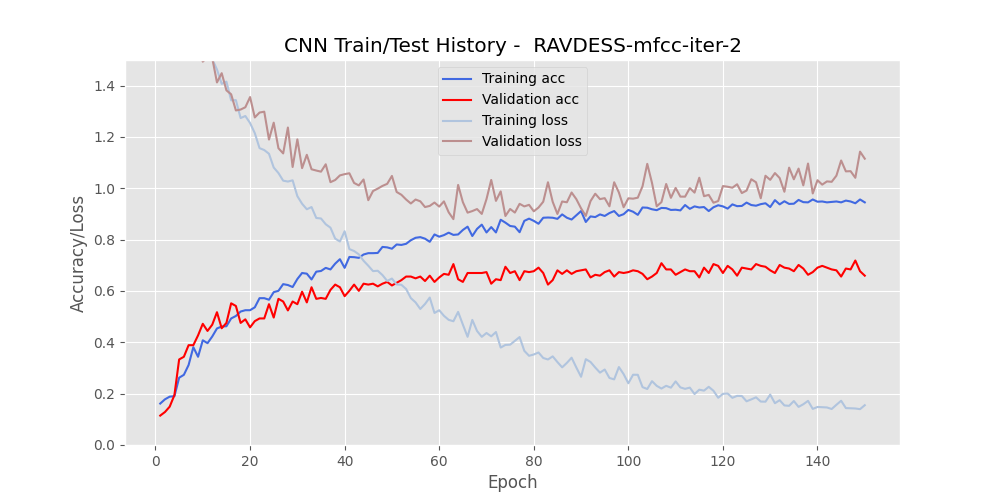 CNN Train/Test History -  RAVDESS-mfcc-iter-2
Training acc
Validation acc
Training loss
Validation loss
Accuracy/Loss
1.4
1.2
1.0
0.8
0.6
0.4
0.2
0.0
0 20 40 60 80 100 120 140
Epoch